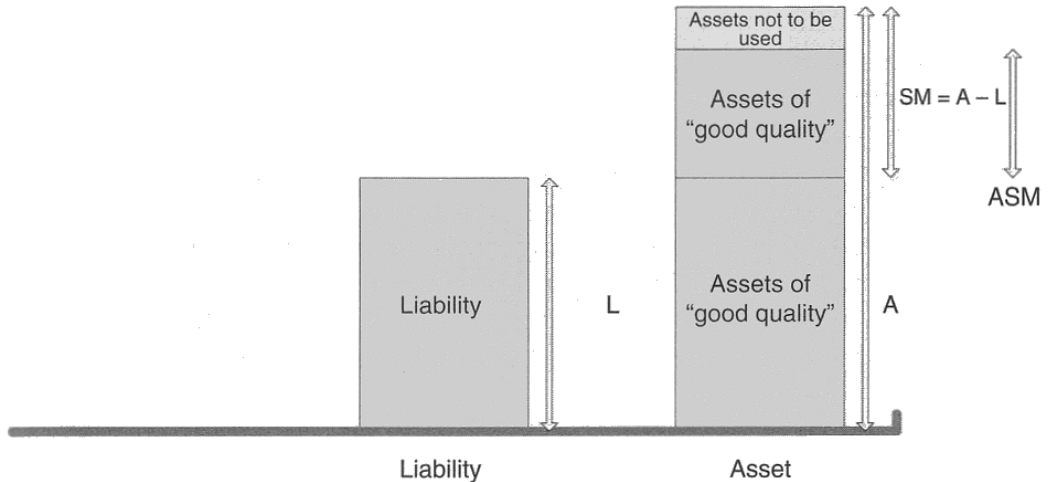 Assets not to be
used
Assets of
“good quality”
SM = A – L
ASM
Liability
L
Assets of
“good quality”
A
Liability
Asset